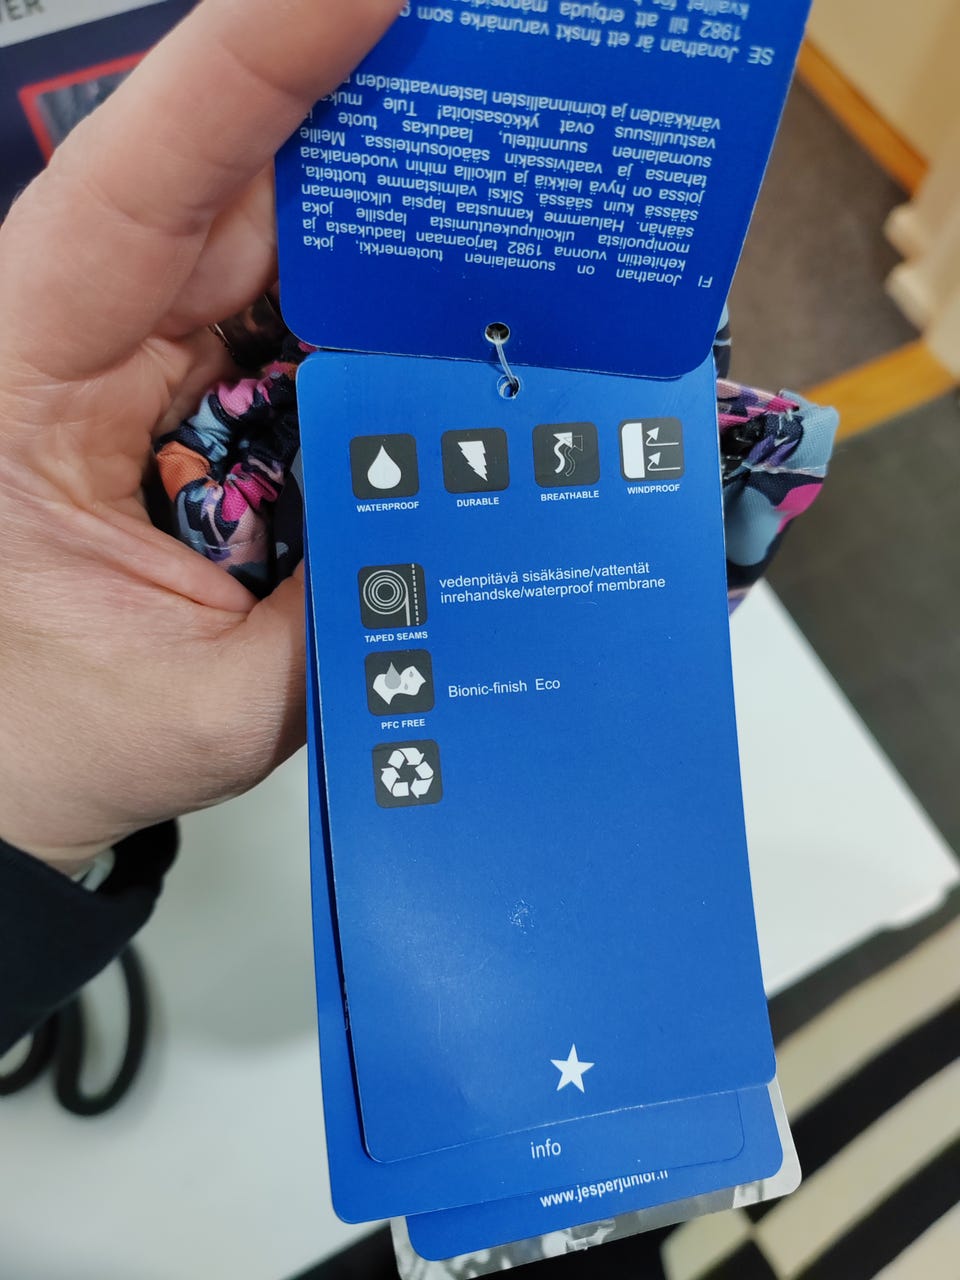 ER
SE Jonathan är ett finskt varumärke som
1982 till att erbjuda
FI Jonathan on suomalainen tuotemerkki, joka
kehitettiin vuonna 1982 tarjoamaan laadukasta ja
monipuolista ulkoilupukeutumista lapsille joka
säähän. Haluamme kannustaa lapsia ulkoilemaan
säässä kuin säässä. Siksi valmistamme tuotteita,
joissa on hyvä leikkiä ja ulkoilla mihin vuodenaikaa
tahansa ja vaativissakin sääolosuhteissa. Meille
suomalainen suunnittelu, laadukas tuote ja
vastuullisuus ovat ykkösasioita! Tule
värikkäiden ja toiminnallisten lastenvaatteiden
WATERPROOF
DURABLE
BREATHABLE
WINDPROOF
TAPED SEAMS
vedenpitävä sisäkäsine/vattentät
inrehandske/waterproof membrane
PFC FREE
Bionic-finish Eco
info
www.jesperjunior.fi